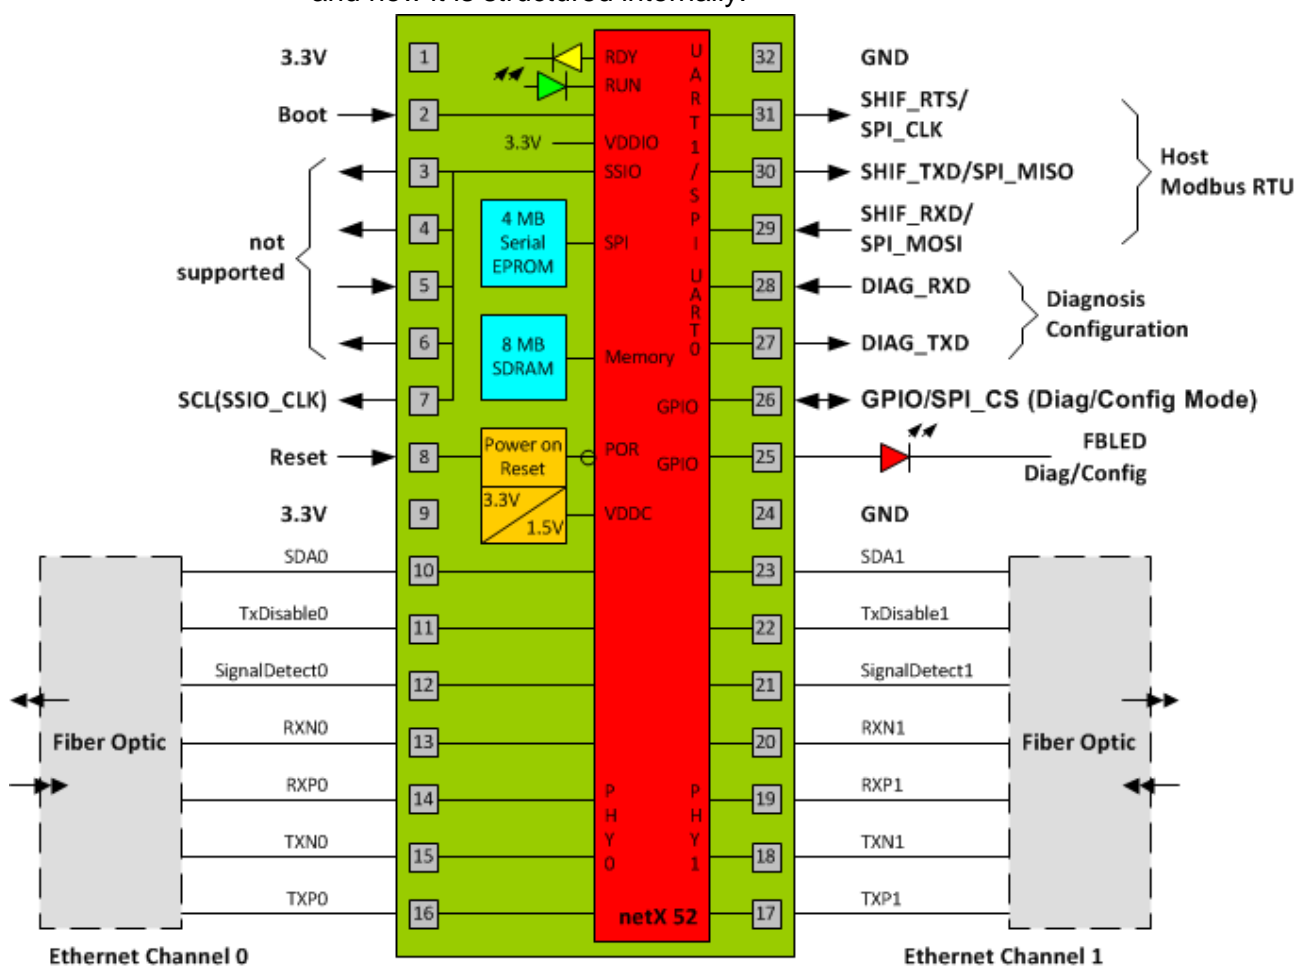 and how it is structured internally.
3.3V
1
RDY
RUN
UART1/SPI
32
GND
Boot
2
31
SHIF_RTS/
SPI_CLK
3.3V
VDDIO
3
SSIO
30
SHIF_TXD/SPI_MISO
Host
Modbus RTU
not
supported
4
4 MB
Serial
EPROM
SPI
29
SHIF_RXD/
SPI_MOSI
5
UART0
28
DIAG_RXD
Diagnosis
Configuration
6
8 MB
SDRAM
Memory
27
DIAG_TXD
SCL(SSIO_CLK)
7
GPIO
26
GPIO/SPI_CS (Diag/Config Mode)
Reset
8
Power on
Reset
POR
GPIO
25
FBLED
Diag/Config
3.3V
9
3.3V
1.5V
VDDC
24
GND
SDA0
10
23
SDA1
TxDisable0
11
22
TxDisable1
SignalDetect0
12
21
SignalDetect1
Fiber Optic
RXN0
13
20
RXN1
Fiber Optic
RXP0
14
PHY0
PHY1
19
RXP1
TXN0
15
18
TXN1
TXP0
16
netX 52
17
TXP1
Ethernet Channel 0
Ethernet Channel 1